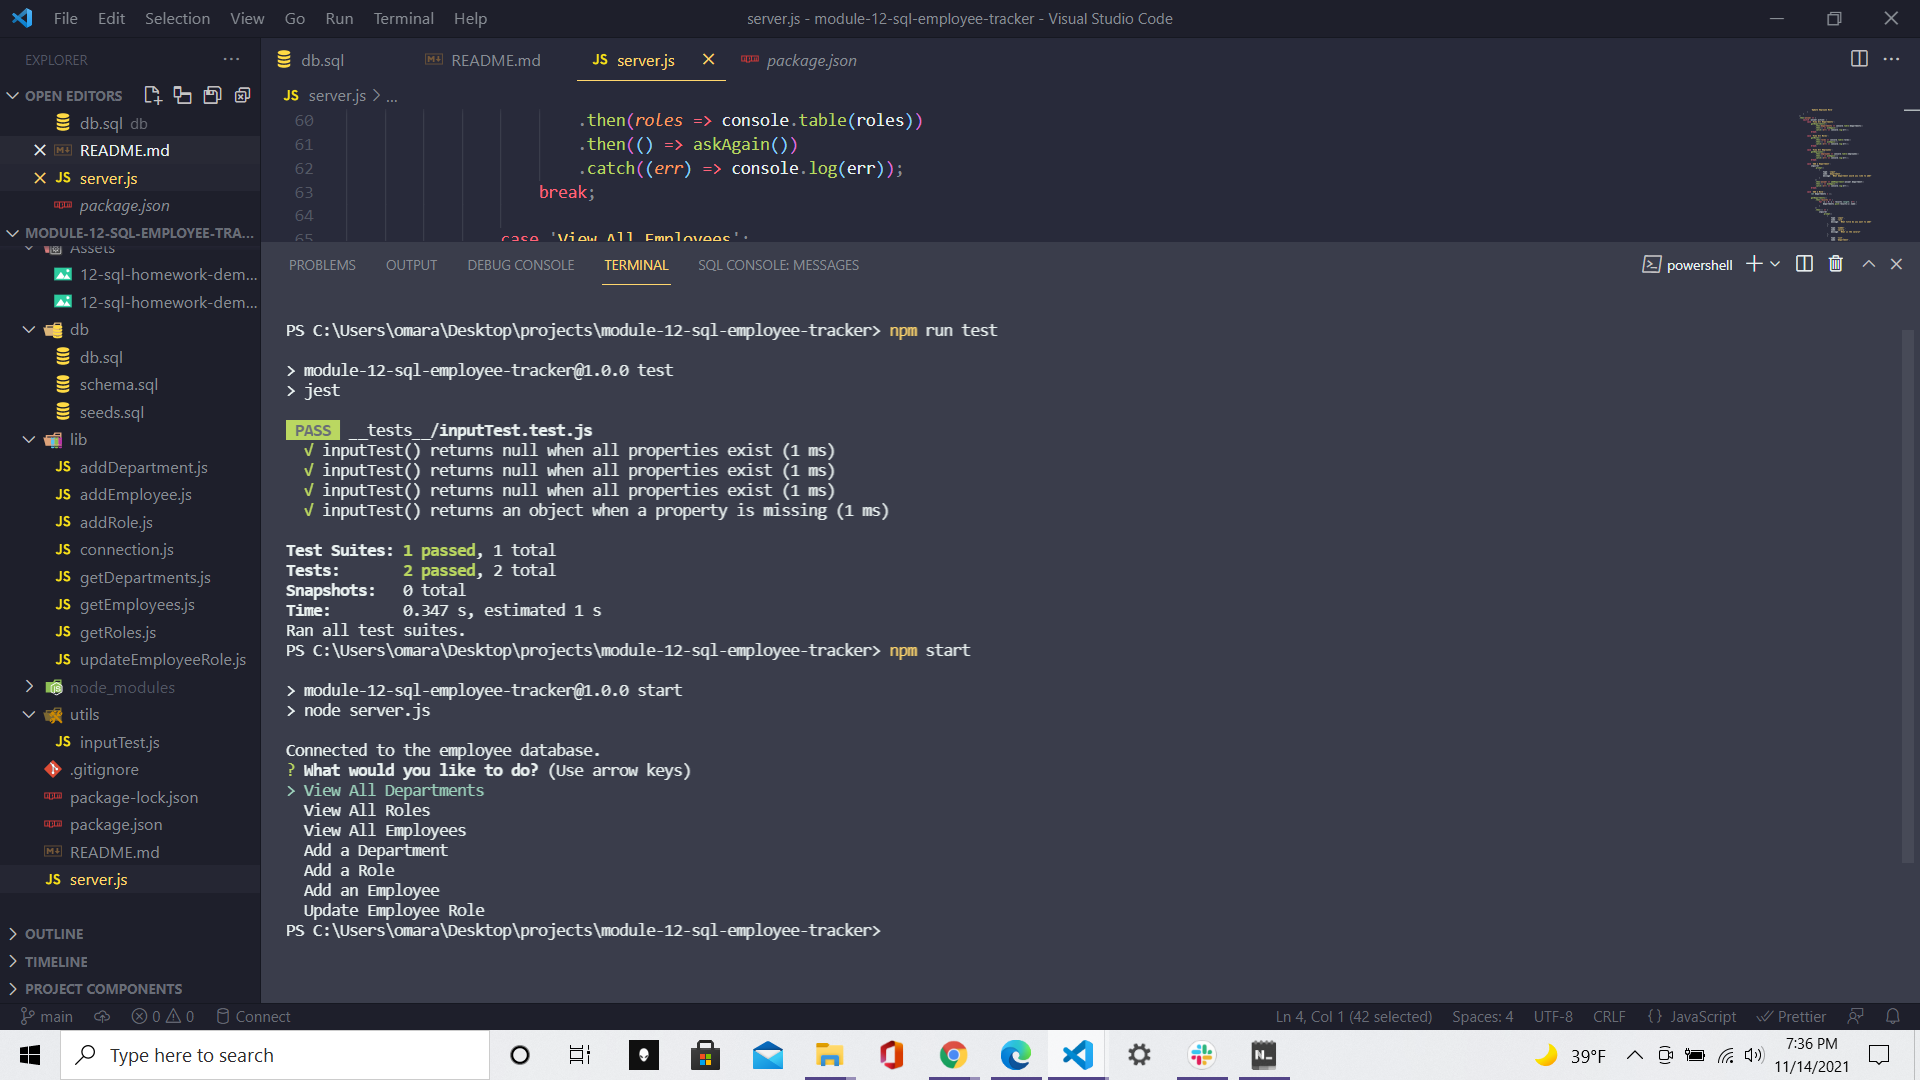 File Edit Selection View Go Run Terminal Help
server.js - module-12-sql-employee-tracker - Visual Studio Code
EXPLORER
OPEN EDITORS
db.sql db
README.md
server.js
package.json
MODULE-12-SQL-EMPLOYEE-TRA...
Assets
12-sql-homework-dem...
12-sql-homework-dem...
db
db.sql
schema.sql
seeds.sql
lib
JS addDepartment.js
JS addEmployee.js
JS addRole.js
JS connection.js
JS getDepartments.js
JS getEmployees.js
JS getRoles.js
JS updateEmployeeRole.js
node_modules
utils
JS inputTest.js
.gitignore
package-lock.json
package.json
README.md
JS server.js
OUTLINE
TIMELINE
PROJECT COMPONENTS
db.sql README.md JS server.js package.json
JS server.js > ...
60 .then(roles => console.table(roles))
61 .then(() => askAgain())
62 .catch((err) => console.log(err));
63 break;
64
65 case 'View All Employees':
PROBLEMS OUTPUT DEBUG CONSOLE TERMINAL SQL CONSOLE: MESSAGES
powershell
PS C:\Users\omara\Desktop\projects\module-12-sql-employee-tracker> npm run test
> module-12-sql-employee-tracker@1.0.0 test
> jest
PASS __tests__/inputTest.test.js
√ inputTest() returns null when all properties exist (1 ms)
√ inputTest() returns null when all properties exist (1 ms)
√ inputTest() returns null when all properties exist (1 ms)
√ inputTest() returns an object when a property is missing (1 ms)
Test Suites: 1 passed, 1 total
Tests: 2 passed, 2 total
Snapshots: 0 total
Time: 0.347 s, estimated 1 s
Ran all test suites.
PS C:\Users\omara\Desktop\projects\module-12-sql-employee-tracker> npm start
> module-12-sql-employee-tracker@1.0.0 start
> node server.js
Connected to the employee database.
? What would you like to do? (Use arrow keys)
> View All Departments
View All Roles
View All Employees
Add a Department
Add a Role
Add an Employee
Update Employee Role
PS C:\Users\omara\Desktop\projects\module-12-sql-employee-tracker>
main 0 0 Connect
Ln 4, Col 1 (42 selected) Spaces: 4 UTF-8 CRLF {} JavaScript Prettier
Type here to search
39°F
7:36 PM
11/14/2021